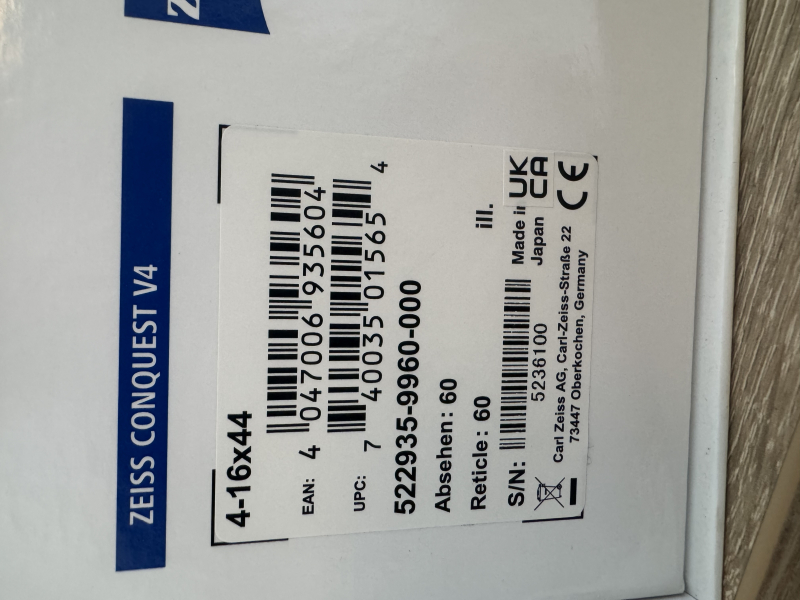 Z
ZEISS CONQUEST V4
4-16x44
EAN: 4 047006 935604
UPC: 7 40035 01565 4
522935-9960-000
Absehen: 60
Reticle: 60 ill.
S/N: 5236100
Made in
Japan
UK
CA
Carl Zeiss AG, Carl-Zeiss-Straße 22
73447 Oberkochen, Germany
CE